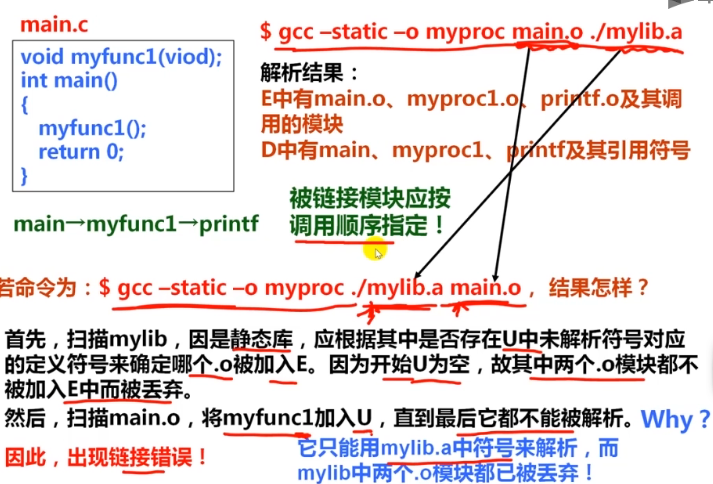 main.c
$ gcc –static –o myproc main.o ./mylib.a
void myfunc1(viod);
int main()
{
myfunc1();
return 0;
}
解析结果：
E中有main.o、myproc1.o、printf.o及其调
用的模块
D中有main、myproc1、printf及其引用符号
main→myfunc1→printf
被链接模块应按
调用顺序指定！
若命令为：$ gcc –static –o myproc ./mylib.a main.o， 结果怎样？
首先，扫描mylib，因是静态库，应根据其中是否存在U中未解析符号对应
的定义符号来确定哪个.o被加入E。因为开始U为空，故其中两个.o模块都不
被加入E中而被丢弃。
然后，扫描main.o，将myfunc1加入U，直到最后它都不能被解析。Why？
因此，出现链接错误！
它只能用mylib.a中符号来解析，而
mylib中两个.o模块都已被丢弃！